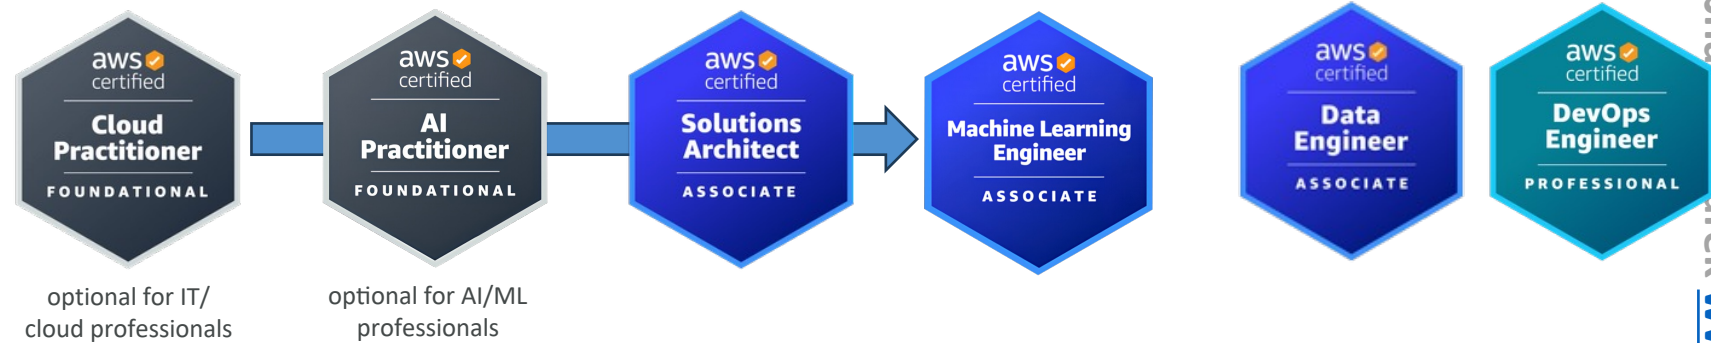 aws
certified
Cloud
Practitioner
FOUNDATIONAL
optional for IT/
cloud professionals
aws
certified
AI
Practitioner
FOUNDATIONAL
optional for AI/ML
professionals
aws
certified
Solutions
Architect
ASSOCIATE
aws
certified
Machine Learning
Engineer
ASSOCIATE
aws
certified
Data
Engineer
ASSOCIATE
aws
certified
DevOps
Engineer
PROFESSIONAL